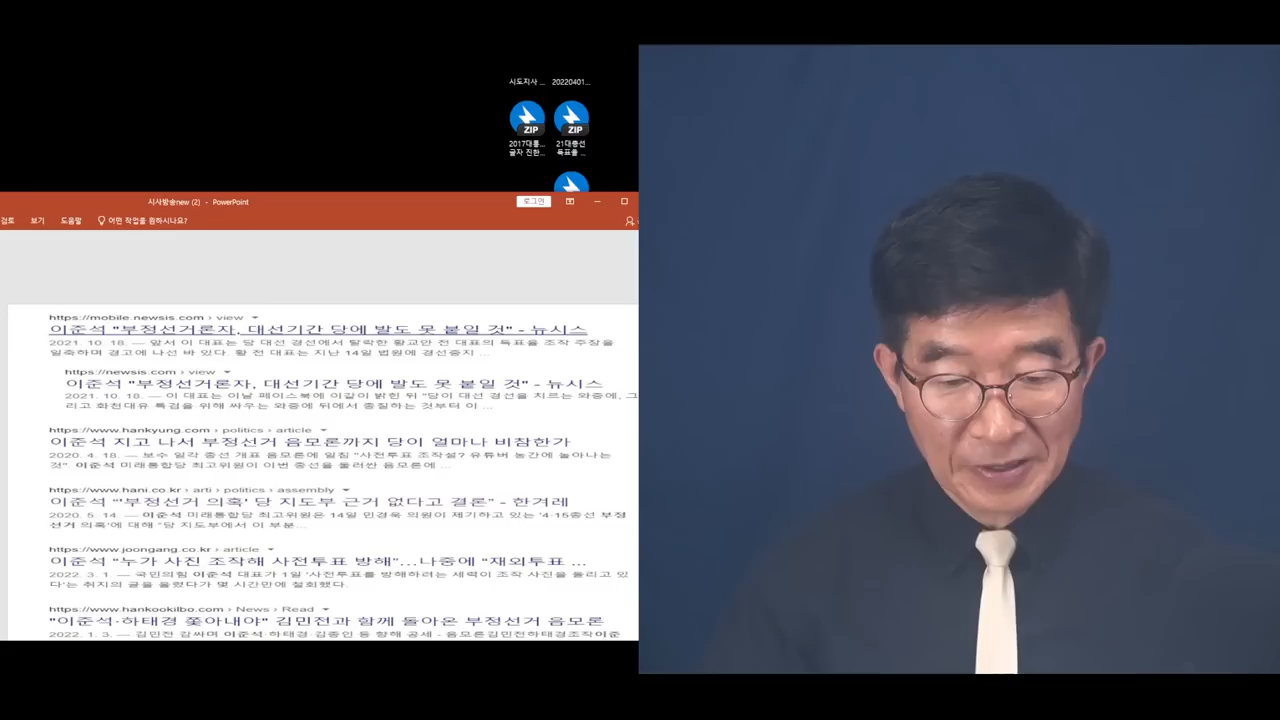 시도지사 ... 20220401...
ZIP ZIP
2017대통... 21대총선
글자 진한... 득표율 ...
시사방송new (2) - PowerPoint
로그인
검토 보기 도움말 어떤 작업을 원하시나요?
https://mobile.newsis.com › view
이준석 "부정선거론자, 대선기간 당에 발도 못 붙일 것" - 뉴시스
2021. 10. 18. — 앞서 이 대표는 당 대선 경선에서 탈락한 황교안 전 대표의 득표율 조작 주장을
일축하며 경고에 나선 바 있다. 황 전 대표는 지난 14일 법원에 경선중지 ...
https://newsis.com › view
이준석 "부정선거론자, 대선기간 당에 발도 못 붙일 것" - 뉴시스
2021. 10. 18. — 이 대표는 이날 페이스북에 이같이 밝힌 뒤 "당이 대선 경선을 치르는 와중에, 그
리고 화천대유 특검을 위해 싸우는 와중에 뒤에서 총질하는 것부터 이 ...
https://www.hankyung.com › politics › article
이준석 지고 나서 부정선거 음모론까지 당이 얼마나 비참한가
2020. 4. 18. — 보수 일각 총선 개표 음모론에 일침 "사전투표 조작설? 유튜버 농간에 놀아나는
것". 이준석 미래통합당 최고위원이 이번 총선을 둘러싼 음모론에 ...
https://www.hani.co.kr › arti › politics › assembly
이준석 “'부정선거 의혹' 당 지도부 근거 없다고 결론” - 한겨레
2020. 5. 14. — 이준석 미래통합당 최고위원은 14일 민경욱 의원이 제기하고 있는 '4·15총선 부정
선거 의혹'에 대해 "당 지도부에서 이 부분...
https://www.joongang.co.kr › article
이준석 "누가 사진 조작해 사전투표 방해"...나중에 "재외투표 ...
2022. 3. 1. — 국민의힘 이준석 대표가 1일 '사전투표를 방해하려는 세력이 조작 사진을 돌리고 있
다'는 취지의 글을 올렸다가 몇 시간만에 철회했다.
https://www.hankookilbo.com › News › Read
"이준석·하태경 쫓아내야" 김민전과 함께 돌아온 부정선거 음모론
2022. 1. 3. — 김민전 감싸며 이준석·하태경·김종인 등 향해 공세 - 음모론김민전하태경조작이준